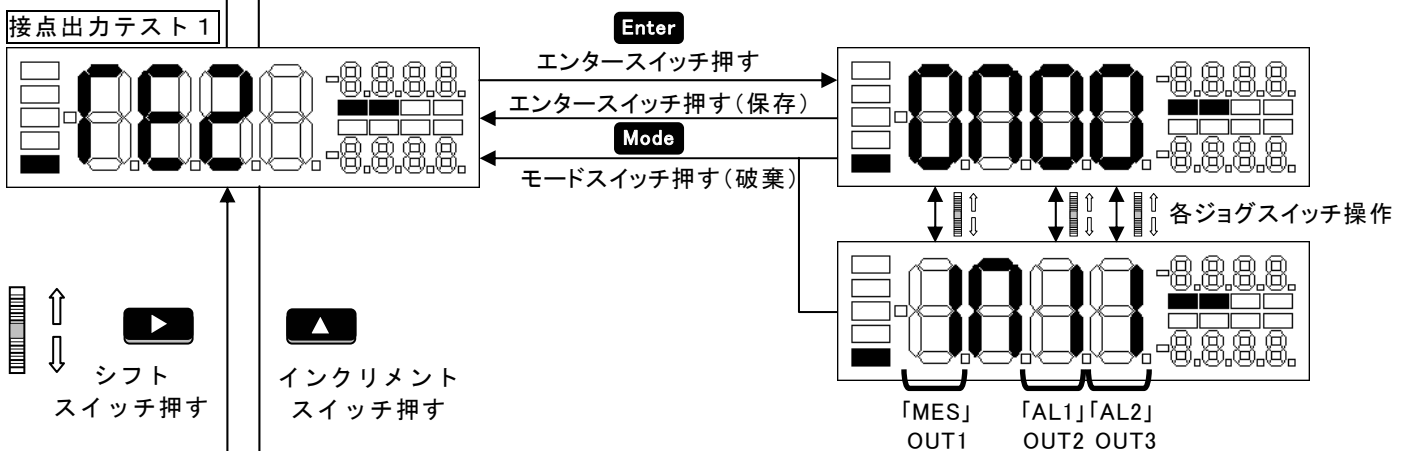 接点出力テスト1
Γt2
Enter
エンタースイッチ押す
エンタースイッチ押す(保存)
Mode
モードスイッチ押す(破棄)
0n00
各ジョグスイッチ操作
1n11
シフト
スイッチ押す
インクリメント
スイッチ押す
「MES」
OUT1
「AL1」「AL2」
OUT2 OUT3